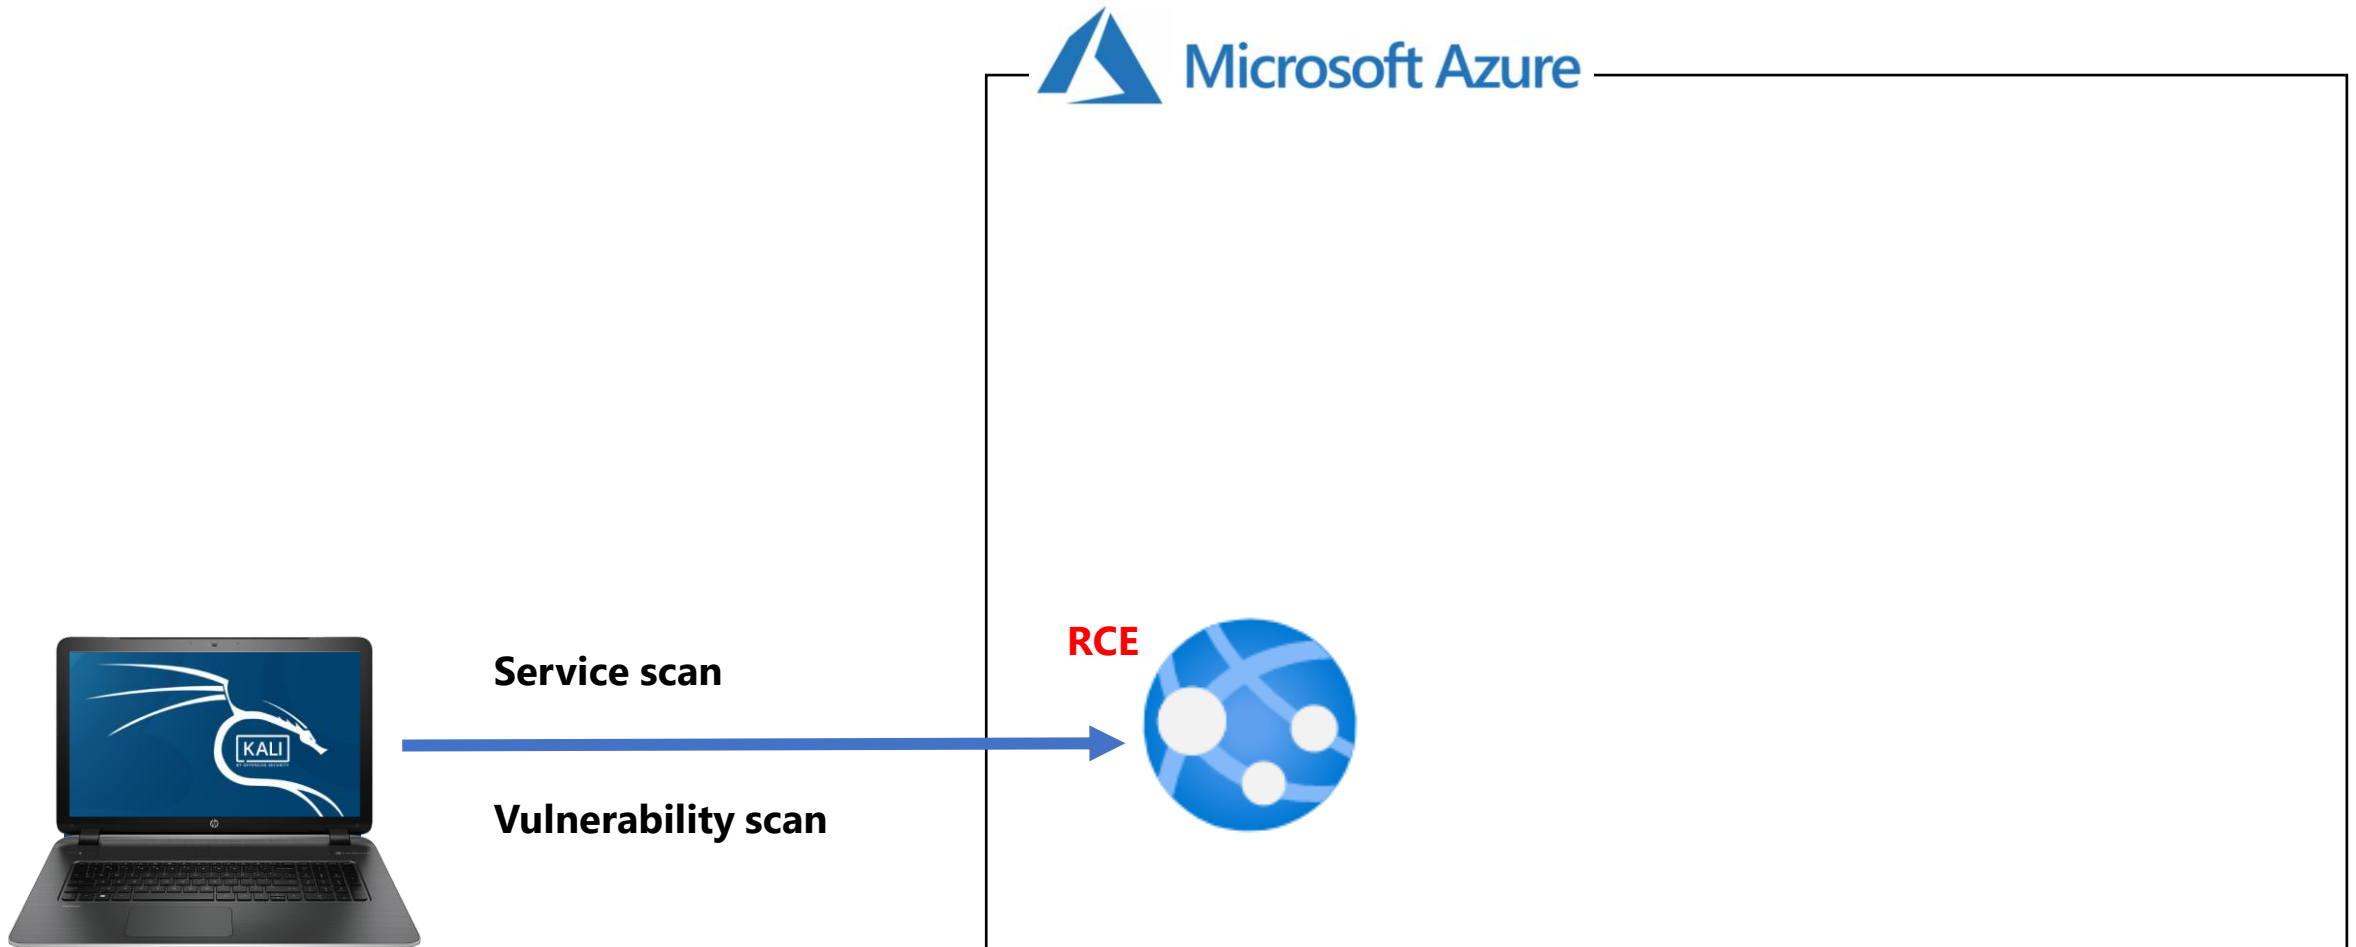 Microsoft Azure
RCE
Service scan
KALI
Vulnerability scan